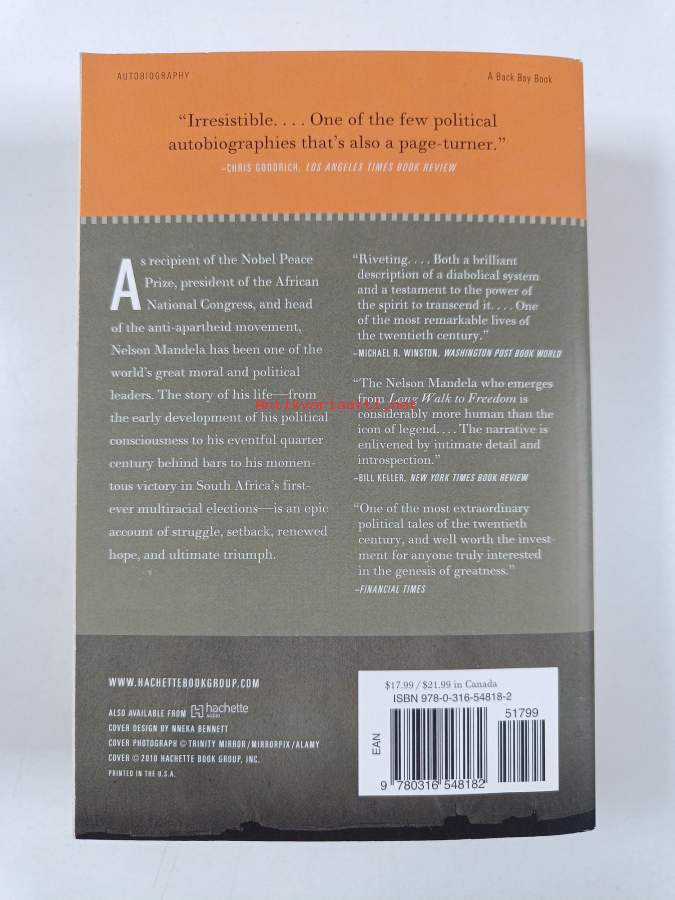 AUTOBIOGRAPHY
A Back Bay Book
“Irresistible. . . . One of the few political
autobiographies that’s also a page-turner.”
–CHRIS GOODRICH, LOS ANGELES TIMES BOOK REVIEW
As recipient of the Nobel Peace
Prize, president of the African
National Congress, and head
of the anti-apartheid movement,
Nelson Mandela has been one of the
world’s great moral and political
leaders. The story of his life—from
the early development of his political
consciousness to his eventful quarter
century behind bars to his momen-
tous victory in South Africa’s first-
ever multiracial elections—is an epic
account of struggle, setback, renewed
hope, and ultimate triumph.
“Riveting. . . . Both a brilliant
description of a diabolical system
and a testament to the power of
the spirit to transcend it. . . . One
of the most remarkable lives of
the twentieth century.”
–MICHAEL R. WINSTON, WASHINGTON POST BOOK WORLD
“The Nelson Mandela who emerges
from Long Walk to Freedom is
considerably more human than the
icon of legend. . . . The narrative is
enlivened by intimate detail and
introspection.”
–BILL KELLER, NEW YORK TIMES BOOK REVIEW
“One of the most extraordinary
political tales of the twentieth
century, and well worth the invest-
ment for anyone truly interested
in the genesis of greatness.”
–FINANCIAL TIMES
Antikvariaatti.net
WWW.HACHETTEBOOKGROUP.COM
ALSO AVAILABLE FROM hachette AUDIO
COVER DESIGN BY NNEKA BENNETT
COVER PHOTOGRAPH © TRINITY MIRROR/MIRRORPIX/ALAMY
COVER © 2010 HACHETTE BOOK GROUP, INC.
PRINTED IN THE U.S.A.
$17.99 / $21.99 in Canada
ISBN 978-0-316-54818-2
51799
EAN
9 780316 548182